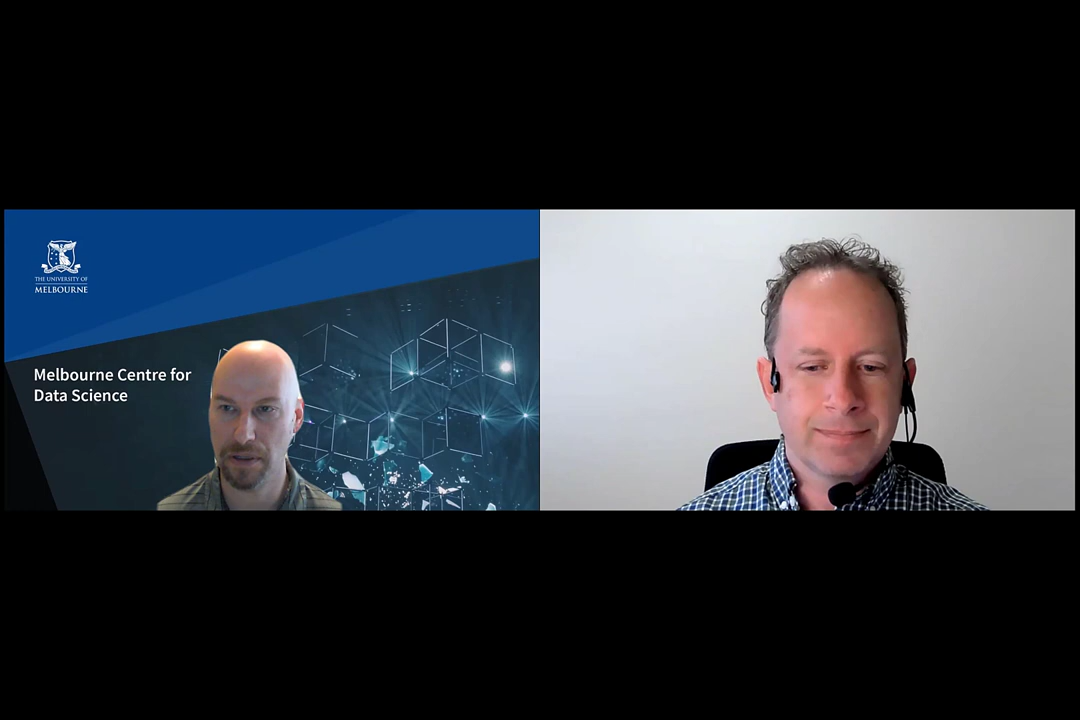 THE UNIVERSITY OF
MELBOURNE
Melbourne Centre for
Data Science